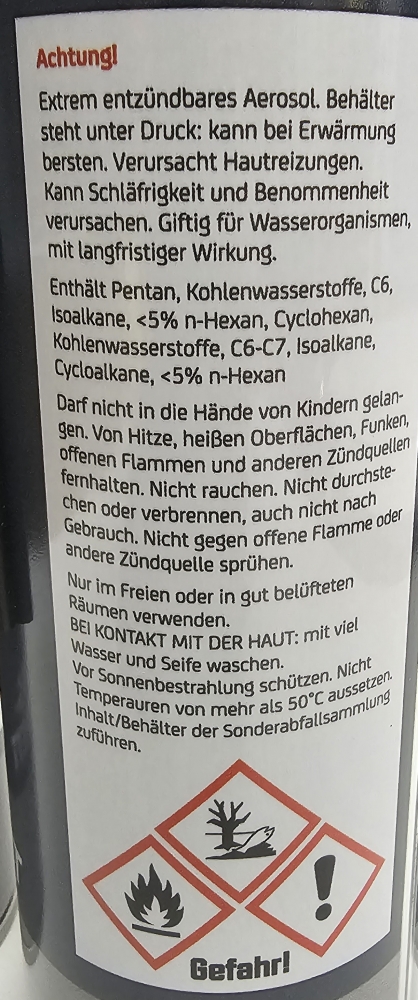 Achtung!
Extrem entzündbares Aerosol. Behälter
steht unter Druck: kann bei Erwärmung
bersten. Verursacht Hautreizungen.
Kann Schläfrigkeit und Benommenheit
verursachen. Giftig für Wasserorganismen,
mit langfristiger Wirkung.
Enthält Pentan, Kohlenwasserstoffe, C6,
Isoalkane, <5% n-Hexan, Cyclohexan,
Kohlenwasserstoffe, C6-C7, Isoalkane,
Cycloalkane, <5% n-Hexan
Darf nicht in die Hände von Kindern gelan-
gen. Von Hitze, heißen Oberflächen, Funken,
offenen Flammen und anderen Zündquellen
fernhalten. Nicht rauchen. Nicht durchste-
chen oder verbrennen, auch nicht nach
Gebrauch. Nicht gegen offene Flamme oder
andere Zündquelle sprühen.
Nur im Freien oder in gut belüfteten
Räumen verwenden.
BEI KONTAKT MIT DER HAUT: mit viel
Wasser und Seife waschen.
Vor Sonnenbestrahlung schützen. Nicht
Temperauren von mehr als 50°C aussetzen.
Inhalt/Behälter der Sonderabfallsammlung
zuführen.
Gefahr!